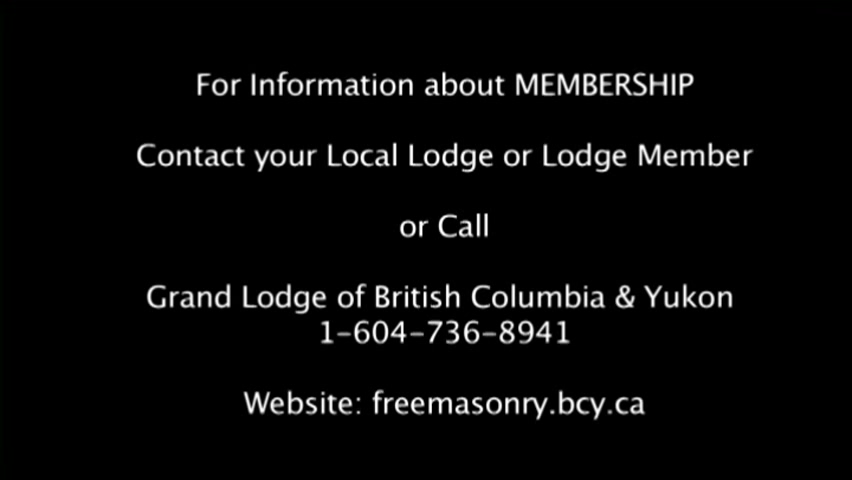 For Information about MEMBERSHIP
Contact your Local Lodge or Lodge Member
or Call
Grand Lodge of British Columbia & Yukon
1-604-736-8941
Website: freemasonry.bcy.ca